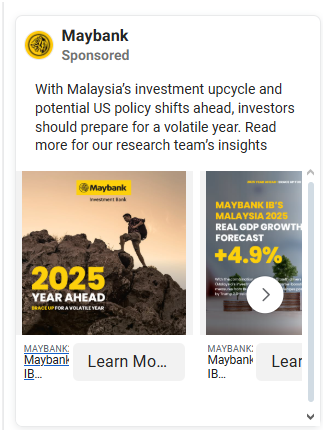 Maybank
Sponsored
With Malaysia's investment upcycle and
potential US policy shifts ahead, investors
should prepare for a volatile year. Read
more for our research team's insights
Maybank
Investment Bank
2025
YEAR AHEAD
BRACE UP FOR A VOLATILE YEAR
MAYBANK IB'S
MALAYSIA 2025
REAL GDP GROWTH
FORECAST
+4.9%
MAYBANK
Maybank
IB...
Learn Mo...
MAYBANK
Maybank
IB...
Lear